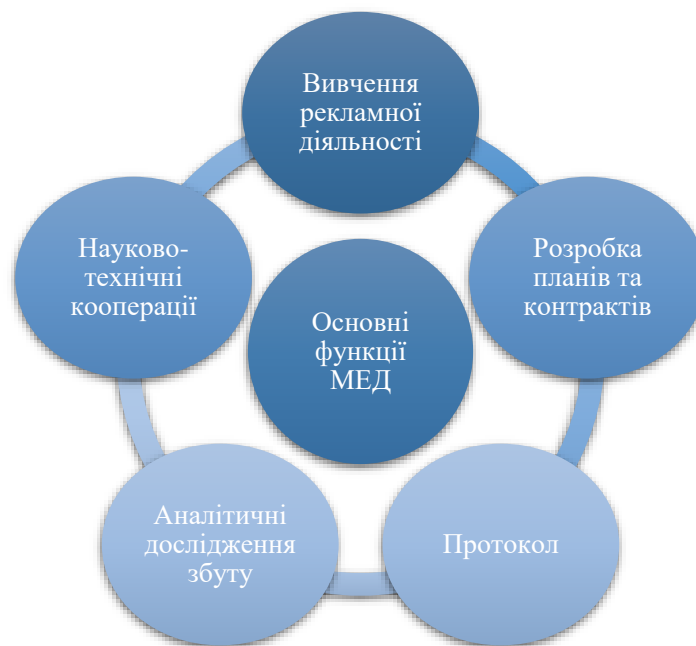 Вивчення
рекламної
діяльності
Розробка
планів та
контрактів
Протокол
Аналітичні
дослідження
збуту
Науково-
технічні
кооперації
Основні
функції
МЕД